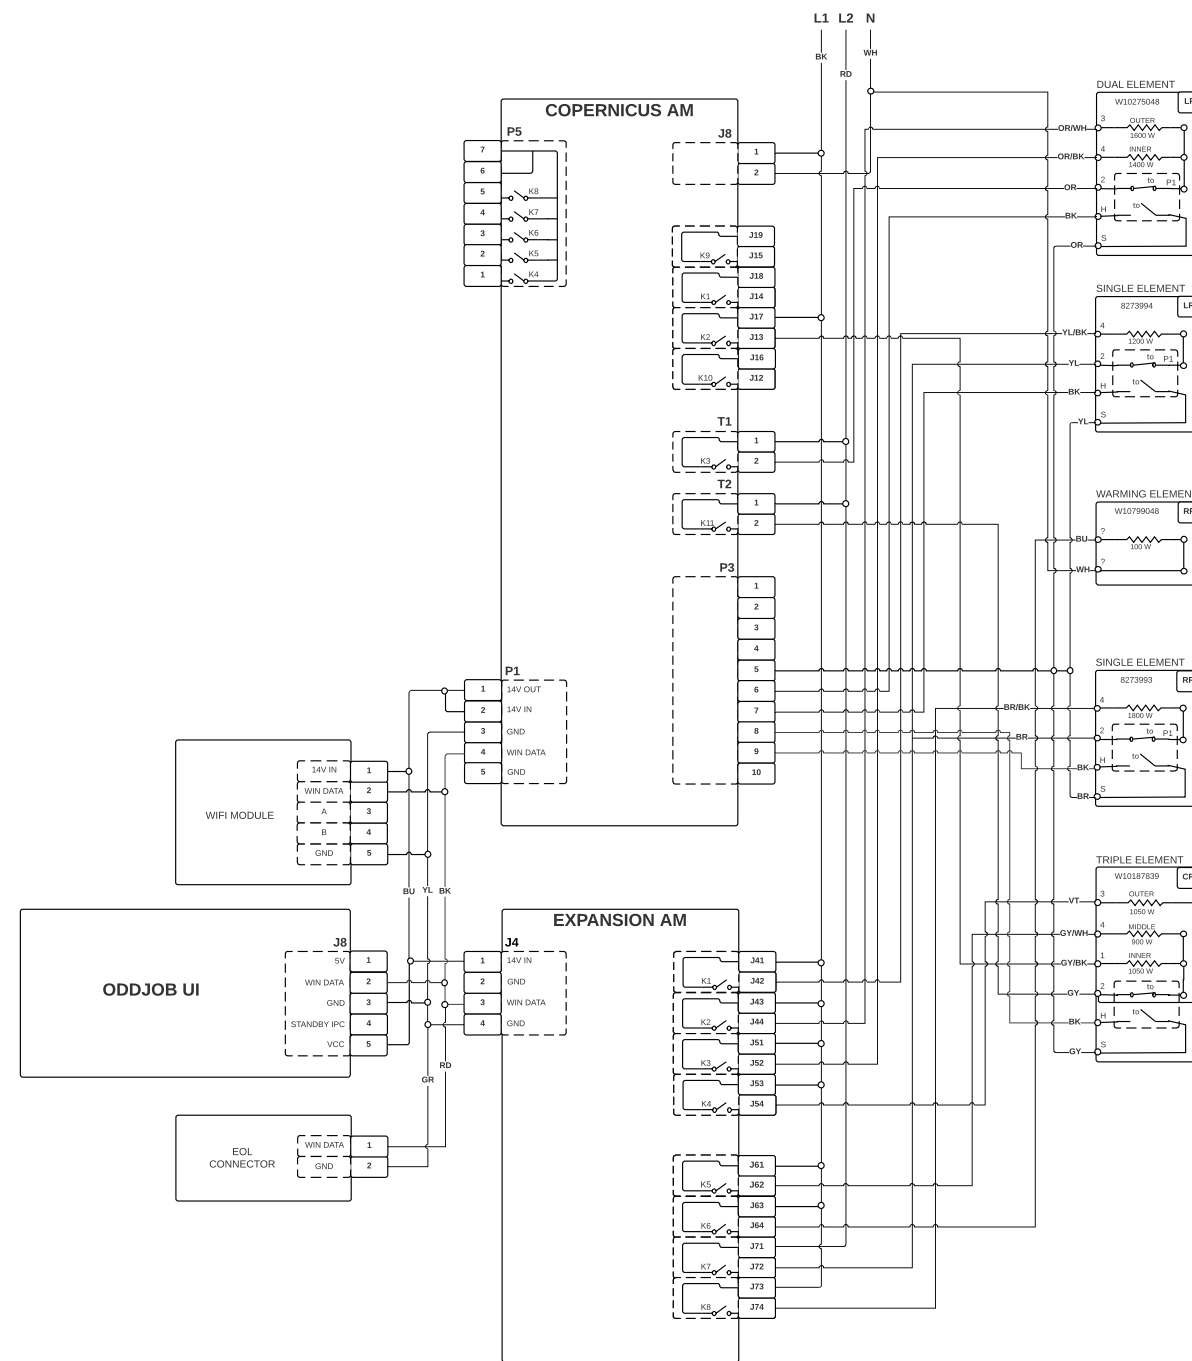 L1 L2 N
BK
RD
WH
COPERNICUS AM
P5
7
6
5 K8
4 K7
3 K6
2 K5
1 K4
J8
1
2
J19
K9 J15
J18
K1 J14
J17
K2 J13
J16
K10 J12
T1
1
K3 2
T2
1
K11 2
P3
1
2
3
4
5
6
7
8
9
10
P1
1 14V OUT
2 14V IN
3 GND
4 WIN DATA
5 GND
WIFI MODULE
14V IN 1
WIN DATA 2
A 3
B 4
GND 5
BU YL BK
ODDJOB UI
J8
5V 1
WIN DATA 2
GND 3
STANDBY IPC 4
VCC 5
RD
GR
EOL
CONNECTOR
WIN DATA 1
GND 2
EXPANSION AM
J4
1 14V IN
2 GND
3 WIN DATA
4 GND
J41
K1 J42
J43
K2 J44
J51
K3 J52
J53
K4 J54
J61
K5 J62
J63
K6 J64
J71
K7 J72
J73
K8 J74
DUAL ELEMENT
W10275048
OR/WH 3 OUTER
1600 W
OR/BK 4 INNER
1400 W
OR 2 to P1
BK H to
OR S
SINGLE ELEMENT
8273994
YL/BK 4
1200 W
YL 2 to P1
BK H to
YL S
WARMING ELEMEN
W10799048
BU ?
100 W
WH ?
SINGLE ELEMENT
8273993
BR/BK 4
1800 W
BR 2 to P1
BK H to
BR S
TRIPLE ELEMENT
W10187839
VT 3 OUTER
1050 W
GY/WH 4 MIDDLE
900 W
GY/BK 1 INNER
1050 W
GY 2 to
BK H to
GY S